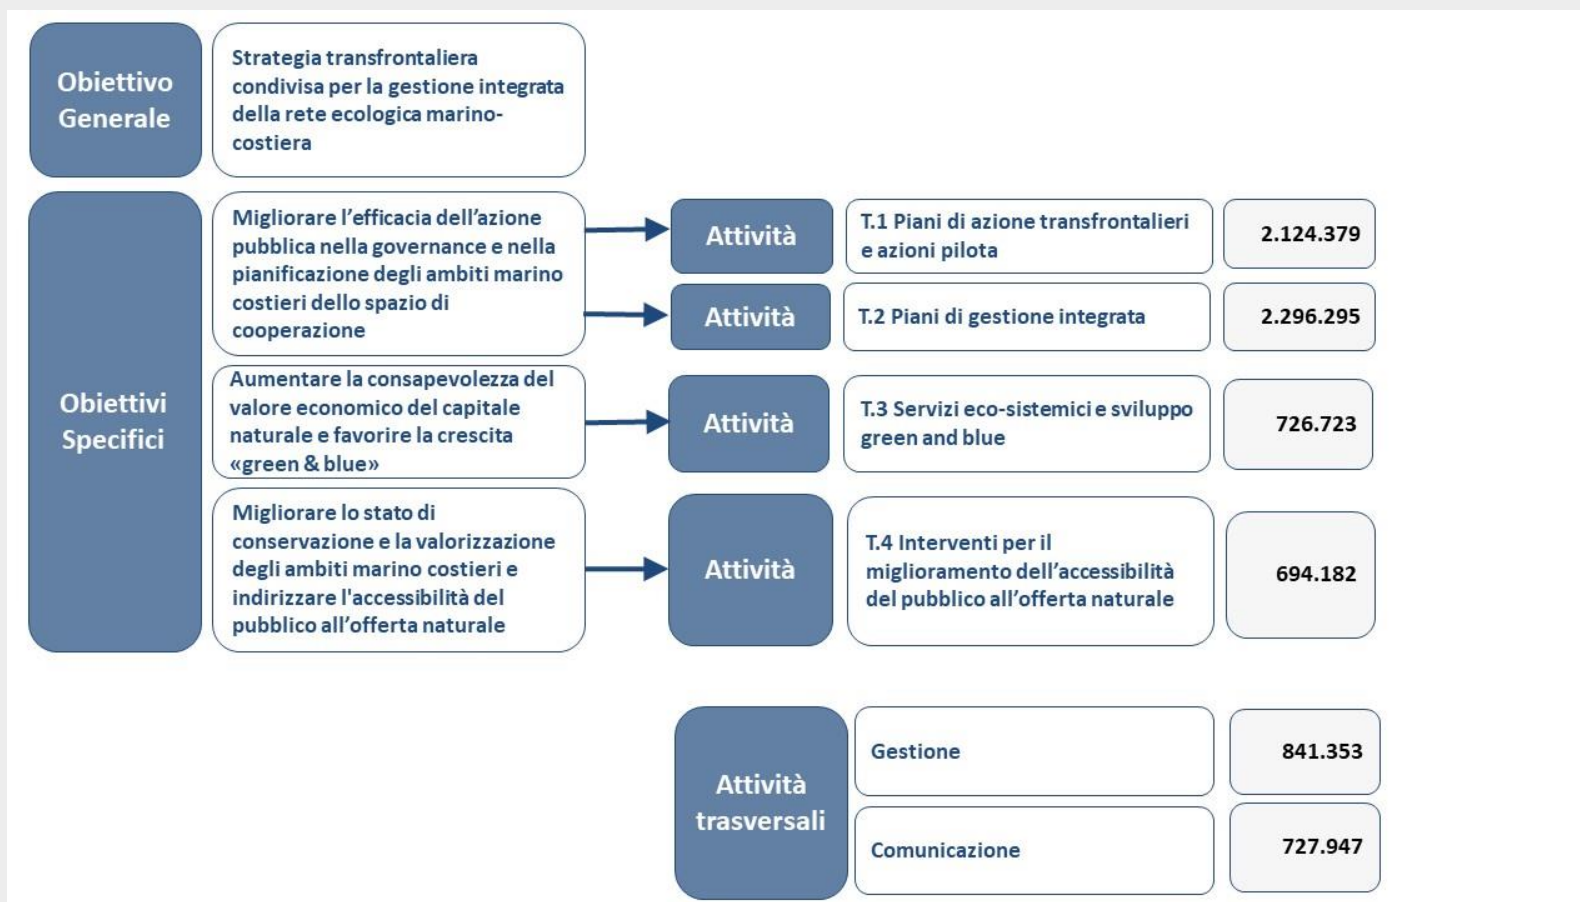 Obiettivo
Generale
Strategia transfrontaliera
condivisa per la gestione integrata
della rete ecologica marino-
costiera
Obiettivi
Specifici
Migliorare l’efficacia dell’azione
pubblica nella governance e nella
pianificazione degli ambiti marino
costieri dello spazio di
cooperazione
Attività
T.1 Piani di azione transfrontalieri
e azioni pilota
2.124.379
Attività
T.2 Piani di gestione integrata
2.296.295
Aumentare la consapevolezza del
valore economico del capitale
naturale e favorire la crescita
«green & blue»
Attività
T.3 Servizi eco-sistemici e sviluppo
green and blue
726.723
Migliorare lo stato di
conservazione e la valorizzazione
degli ambiti marino costieri e
indirizzare l'accessibilità del
pubblico all’offerta naturale
Attività
T.4 Interventi per il
miglioramento dell’accessibilità
del pubblico all’offerta naturale
694.182
Attività
trasversali
Gestione
841.353
Comunicazione
727.947